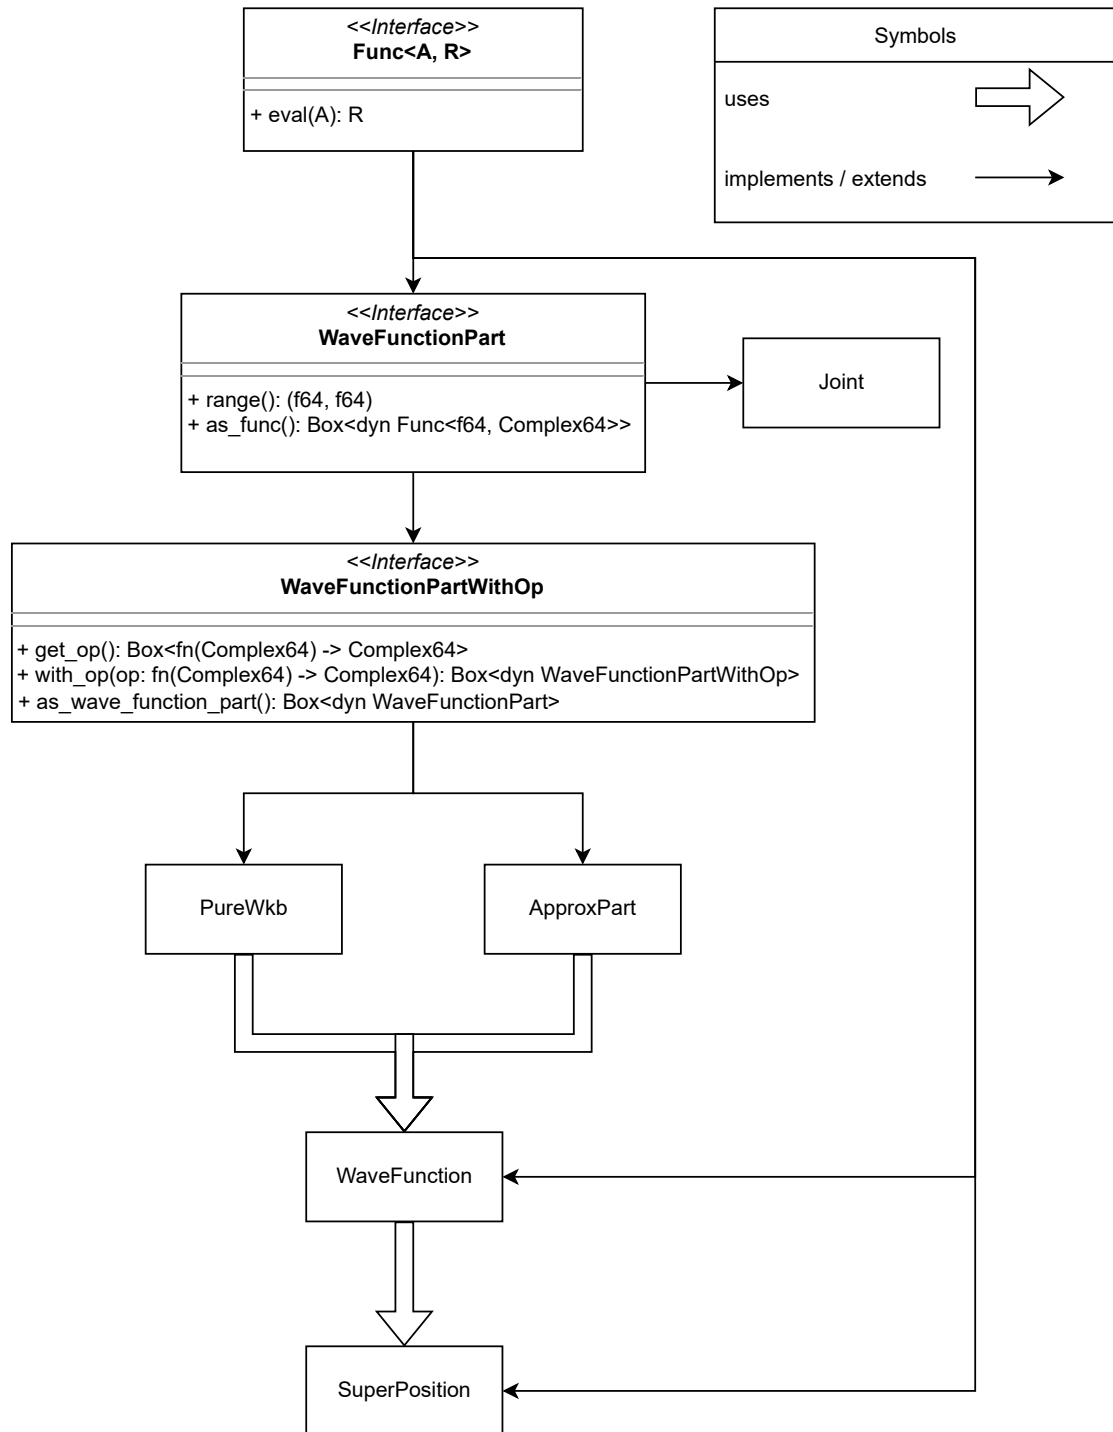 <<Interface>>
Func<A, R>
+ eval(A): R
Symbols
uses
implements / extends
<<Interface>>
WaveFunctionPart
+ range(): (f64, f64)
+ as_func(): Box<dyn Func<f64, Complex64>>
Joint
<<Interface>>
WaveFunctionPartWithOp
+ get_op(): Box<fn(Complex64) -> Complex64>
+ with_op(op: fn(Complex64) -> Complex64): Box<dyn WaveFunctionPartWithOp>
+ as_wave_function_part(): Box<dyn WaveFunctionPart>
PureWkb
ApproxPart
WaveFunction
SuperPosition